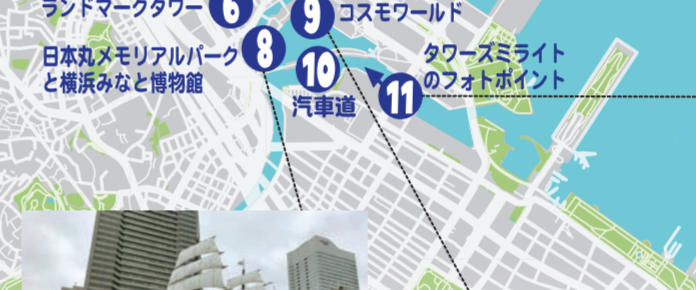 ランドマークタワー
6
9
コスモワールド
日本丸メモリアルパーク
と横浜みなと博物館
8
10
汽車道
タワーズミライト
のフォトポイント
11